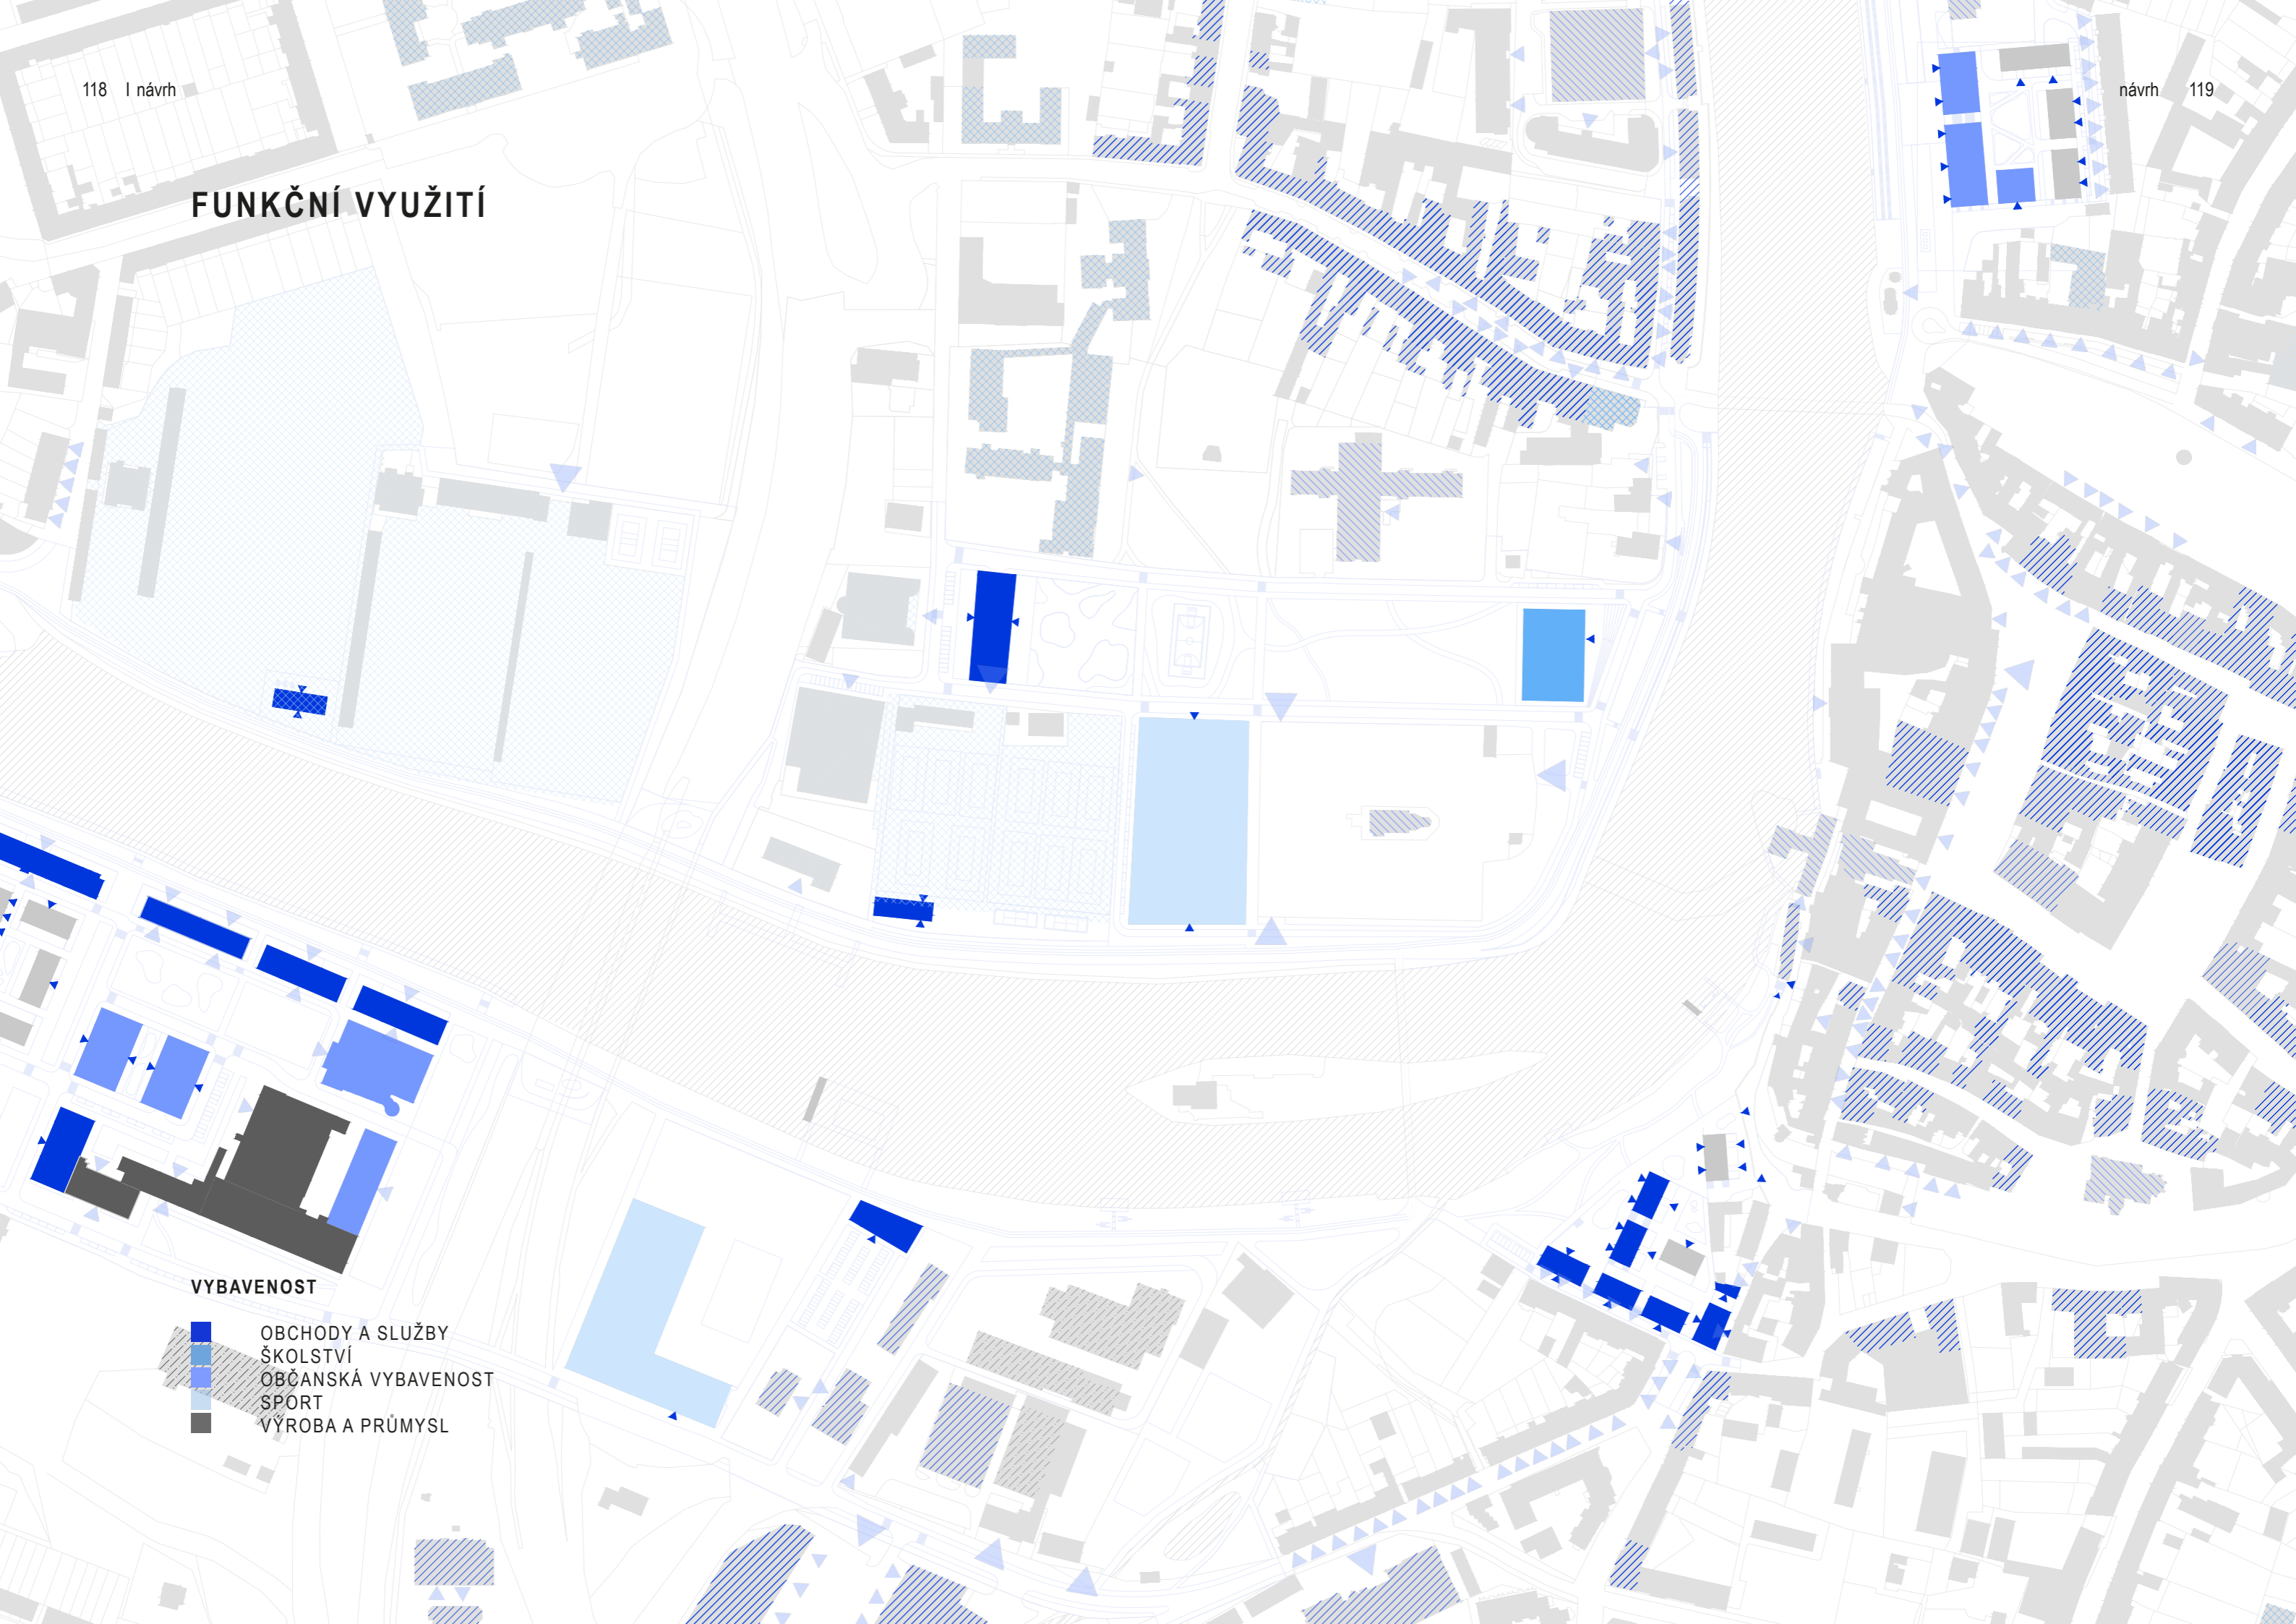 118 I návrh
návrh 119
FUNKČNÍ VYUŽITÍ
VYBAVENOST
OBCHODY A SLUŽBY
ŠKOLSTVÍ
OBČANSKÁ VYBAVENOST
SPORT
VÝROBA A PRŮMYSL